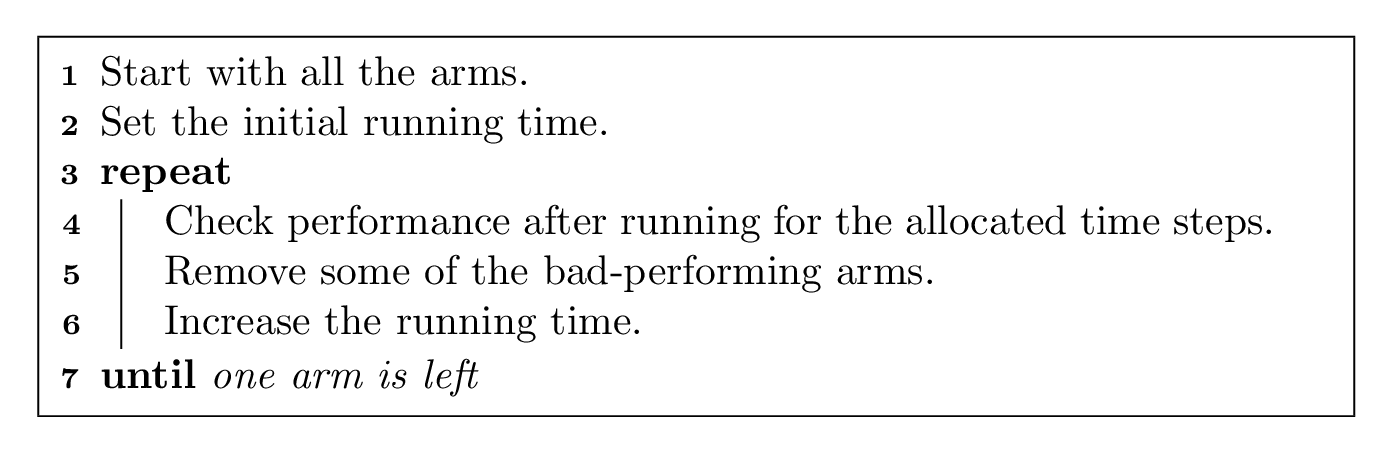 1 Start with all the arms.
2 Set the initial running time.
3 repeat
4 Check performance after running for the allocated time steps.
5 Remove some of the bad-performing arms.
6 Increase the running time.
7 until one arm is left